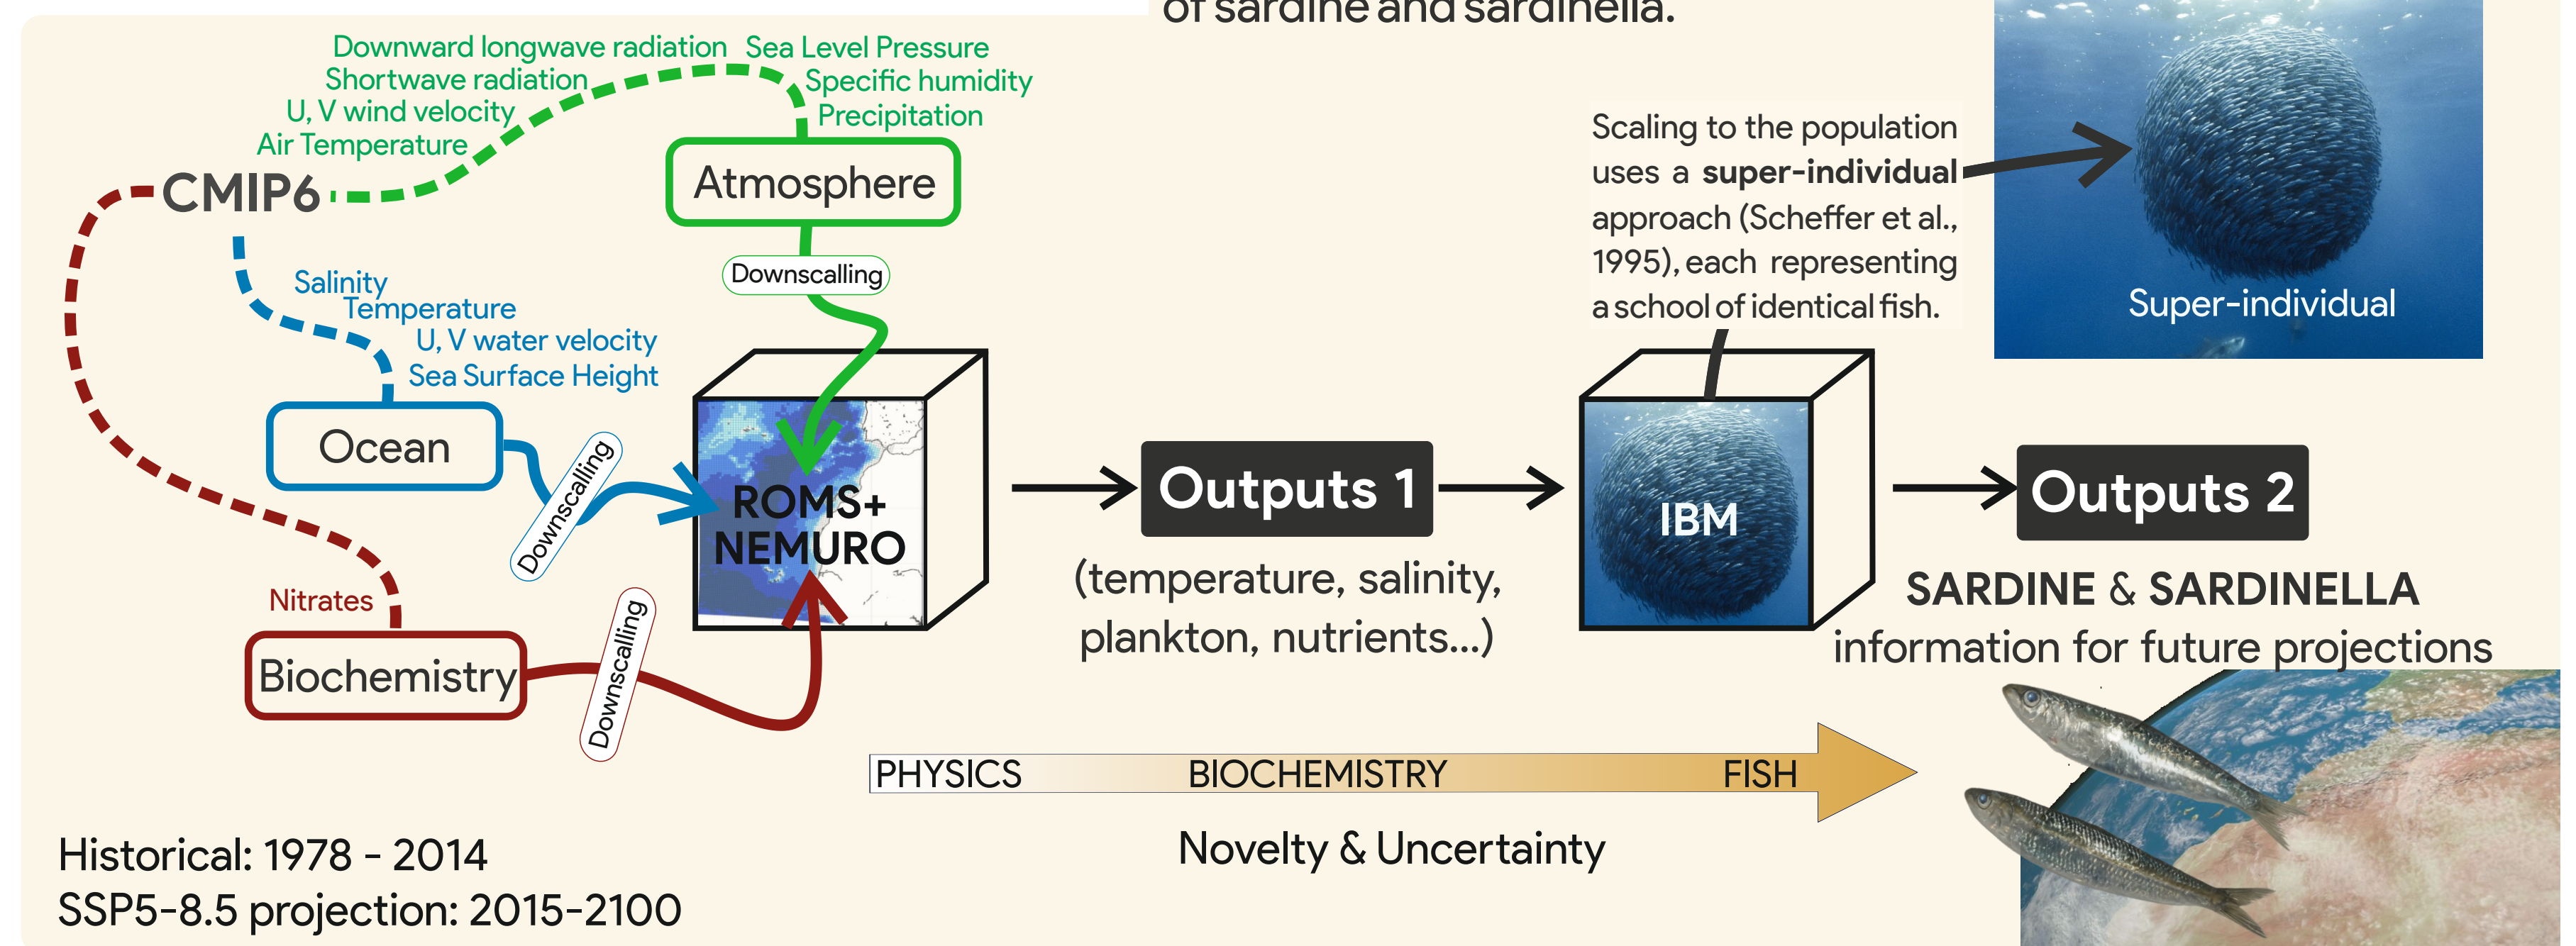 of sardine and sardinella.
Downward longwave radiation
Sea Level Pressure
Shortwave radiation
Specific humidity
U, V wind velocity
Precipitation
Air Temperature
CMIP6
Atmosphere
Downscalling
Salinity
Temperature
U, V water velocity
Sea Surface Height
Ocean
Downscalling
Nitrates
Biochemistry
Downscalling
ROMS+
NEMURO
Outputs 1
(temperature, salinity,
plankton, nutrients...)
Scaling to the population
uses a super-individual
approach (Scheffer et al.,
1995), each representing
a school of identical fish.
Super-individual
IBM
Outputs 2
SARDINE & SARDINELLA
information for future projections
PHYSICS BIOCHEMISTRY FISH
Novelty & Uncertainty
Historical: 1978 - 2014
SSP5-8.5 projection: 2015-2100